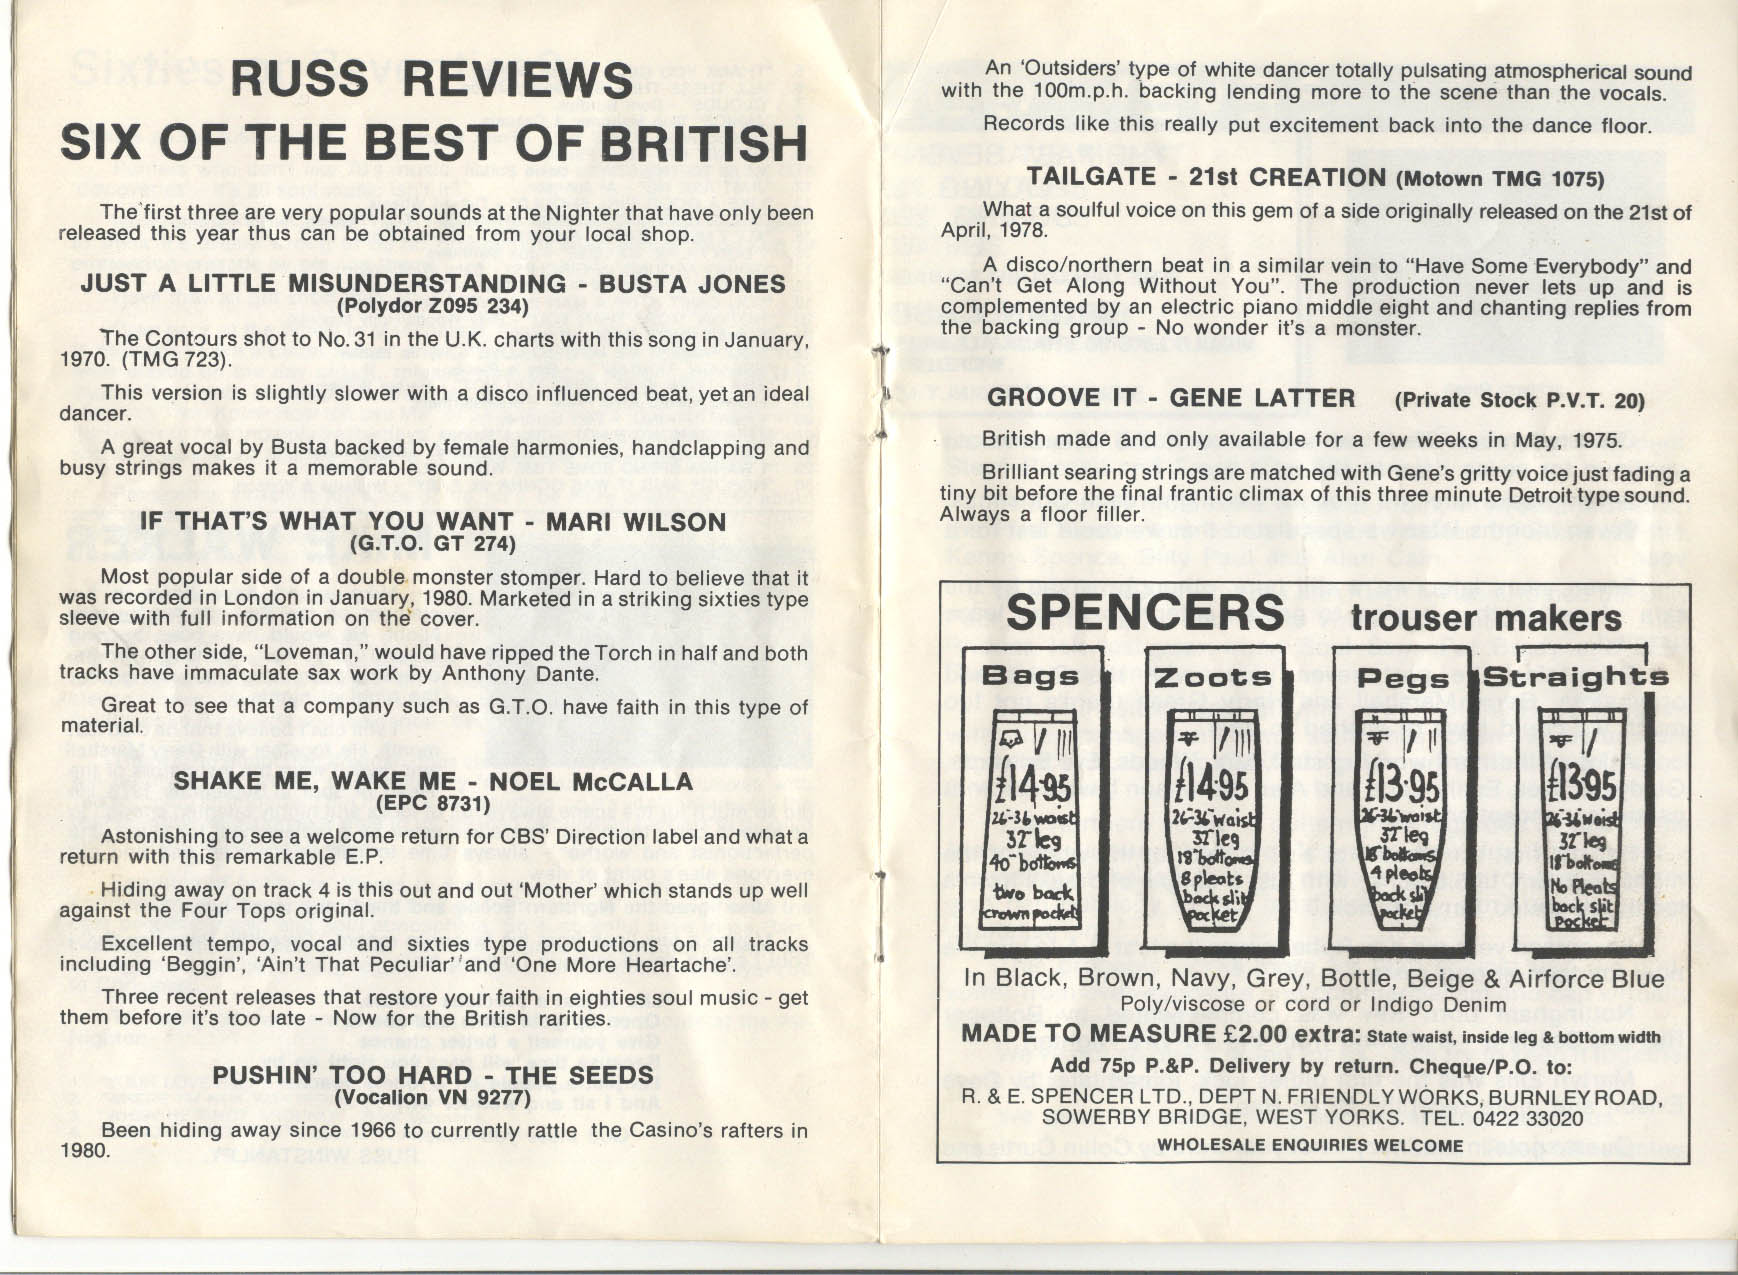 RUSS REVIEWS
SIX OF THE BEST OF BRITISH
The first three are very popular sounds at the Nighter that have only been
released this year thus can be obtained from your local shop.
JUST A LITTLE MISUNDERSTANDING - BUSTA JONES
(Polydor Z095 234)
The Contours shot to No. 31 in the U.K. charts with this song in January,
1970. (TMG 723).
This version is slightly slower with a disco influenced beat, yet an ideal
dancer.
A great vocal by Busta backed by female harmonies, handclapping and
busy strings makes it a memorable sound.
IF THAT'S WHAT YOU WANT - MARI WILSON
(G.T.O. GT 274)
Most popular side of a double monster stomper. Hard to believe that it
was recorded in London in January, 1980. Marketed in a striking sixties type
sleeve with full information on the cover.
The other side, "Loveman," would have ripped the Torch in half and both
tracks have immaculate sax work by Anthony Dante.
Great to see that a company such as G.T.O. have faith in this type of
material.
SHAKE ME, WAKE ME - NOEL McCALLA
(EPC 8731)
Astonishing to see a welcome return for CBS' Direction label and what a
return with this remarkable E.P.
Hiding away on track 4 is this out and out 'Mother' which stands up well
against the Four Tops original.
Excellent tempo, vocal and sixties type productions on all tracks
including 'Beggin', 'Ain't That Peculiar' and 'One More Heartache'.
Three recent releases that restore your faith in eighties soul music - get
them before it's too late - Now for the British rarities.
PUSHIN' TOO HARD - THE SEEDS
(Vocalion VN 9277)
Been hiding away since 1966 to currently rattle the Casino's rafters in
1980.
An 'Outsiders' type of white dancer totally pulsating atmospherical sound
with the 100m.p.h. backing lending more to the scene than the vocals.
Records like this really put excitement back into the dance floor.
TAILGATE - 21st CREATION (Motown TMG 1075)
What a soulful voice on this gem of a side originally released on the 21st of
April, 1978.
A disco/northern beat in a similar vein to "Have Some Everybody" and
"Can't Get Along Without You". The production never lets up and is
complemented by an electric piano middle eight and chanting replies from
the backing group - No wonder it's a monster.
GROOVE IT - GENE LATTER (Private Stock P.V.T. 20)
British made and only available for a few weeks in May, 1975.
Brilliant searing strings are matched with Gene's gritty voice just fading a
tiny bit before the final frantic climax of this three minute Detroit type sound.
Always a floor filler.
SPENCERS trouser makers
Bags
£14·95
26"-36 waist
32" leg
40" bottoms
two back
crown pockets
Zoots
£14·95
26"-36" waist
32" leg
18" bottoms
8 pleats
back slit
pocket
Pegs
£13·95
26-36 waist
32" leg
18" bottoms
4 pleats
back slit
pocket
Straights
£13·95
26-36 waist
32" leg
18" bottoms
No Pleats
back slit
Pocket
In Black, Brown, Navy, Grey, Bottle, Beige & Airforce Blue
Poly/viscose or cord or Indigo Denim
MADE TO MEASURE £2.00 extra: State waist, inside leg & bottom width
Add 75p P.&P. Delivery by return. Cheque/P.O. to:
R. & E. SPENCER LTD., DEPT N. FRIENDLY WORKS, BURNLEY ROAD,
SOWERBY BRIDGE, WEST YORKS. TEL. 0422 33020
WHOLESALE ENQUIRIES WELCOME